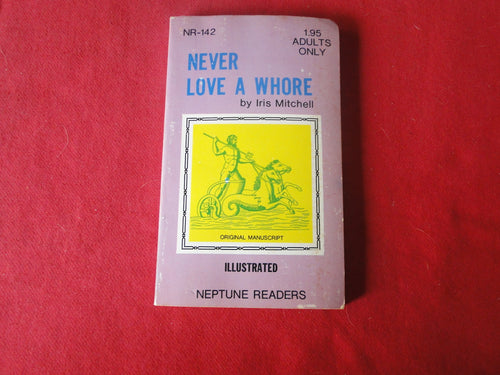 NR-142
1.95
ADULTS
ONLY
NEVER
LOVE A WHORE
by Iris Mitchell
ORIGINAL MANUSCRIPT
ILLUSTRATED
NEPTUNE READERS